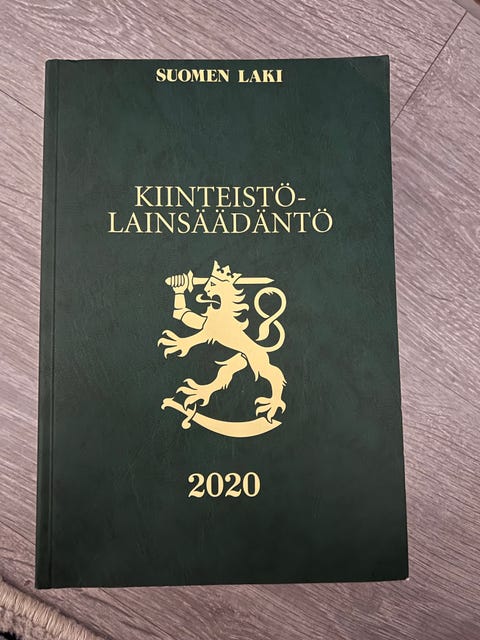 SUOMEN LAKI
KIINTEISTÖ-
LAINSÄÄDÄNTÖ
2020